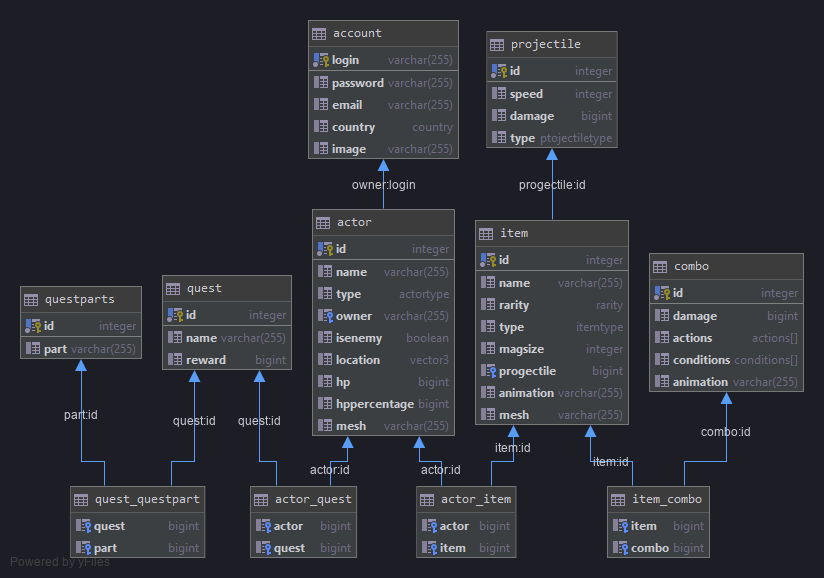 account
login varchar(255)
password varchar(255)
email varchar(255)
country country
image varchar(255)
projectile
id integer
speed integer
damage bigint
type ptojectiletype
owner:login
progectile:id
actor
id integer
name varchar(255)
type actortype
owner varchar(255)
isenemy boolean
location vector3
hp bigint
hppercentage bigint
mesh varchar(255)
item
id integer
name varchar(255)
rarity rarity
type itemtype
magsize integer
progectile bigint
animation varchar(255)
mesh varchar(255)
combo
id integer
damage bigint
actions actions[]
conditions conditions[]
animation varchar(255)
questparts
id integer
part varchar(255)
quest
id integer
name varchar(255)
reward bigint
part:id
quest:id
quest:id
actor:id
actor:id
item:id
item:id
combo:id
quest_questpart
quest bigint
part bigint
actor_quest
actor bigint
quest bigint
actor_item
actor bigint
item bigint
item_combo
item bigint
combo bigint
Powered by yFiles